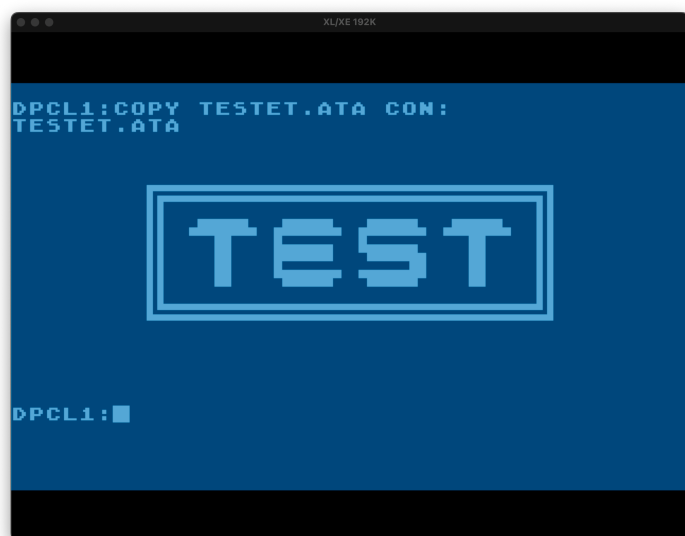 XL/XE 192K
DPCL1:COPY TESTET.ATA CON:
TESTET.ATA
TEST
DPCL1: